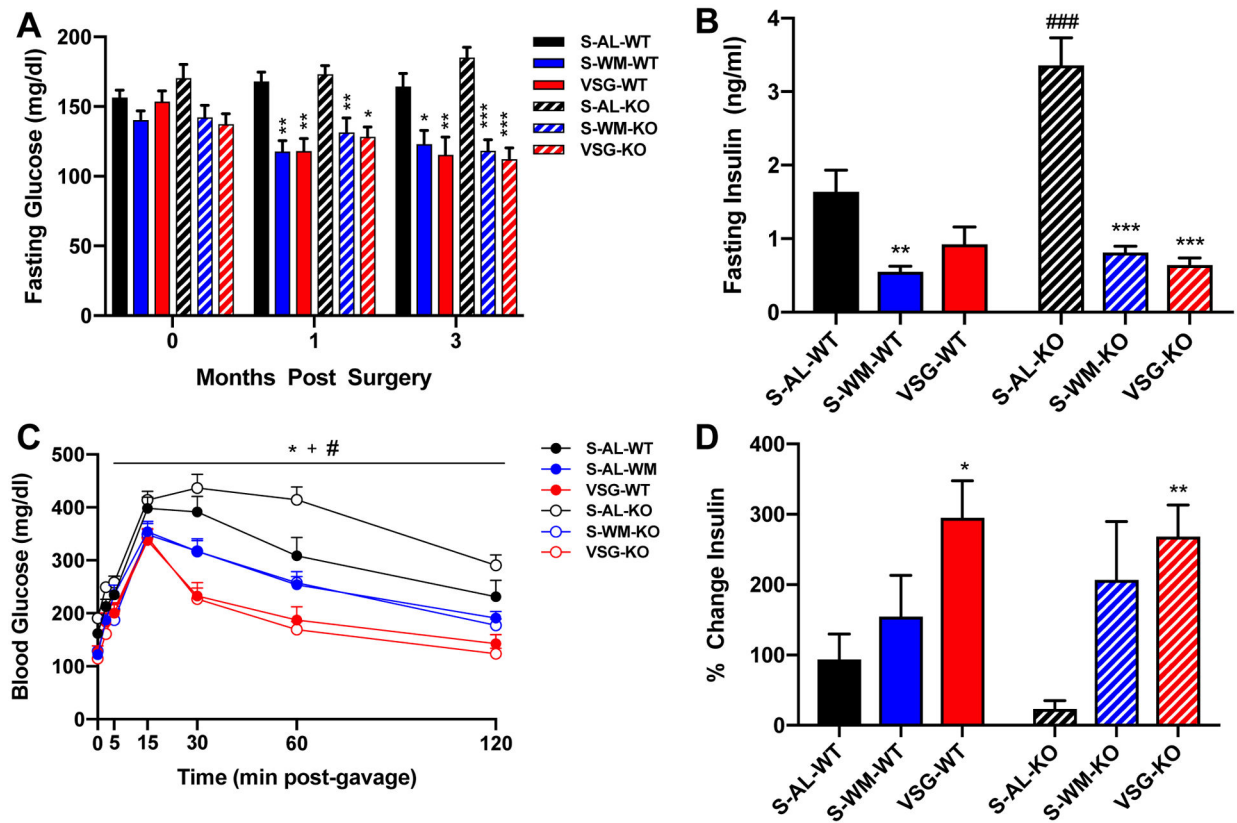 A
Fasting Glucose (mg/dl)
200
150
100
50
0
** ** ** *
* ** *** ***
0 1 3
Months Post Surgery
S-AL-WT
S-WM-WT
VSG-WT
S-AL-KO
S-WM-KO
VSG-KO
B
Fasting Insulin (ng/ml)
4
3
2
1
0
**
###
***
***
S-AL-WT
S-WM-WT
VSG-WT
S-AL-KO
S-WM-KO
VSG-KO
C
Blood Glucose (mg/dl)
500
400
300
200
100
0
* + #
0 5 15 30 60 120
Time (min post-gavage)
S-AL-WT
S-AL-WM
VSG-WT
S-AL-KO
S-WM-KO
VSG-KO
D
% Change Insulin
400
300
200
100
0
*
**
S-AL-WT
S-WM-WT
VSG-WT
S-AL-KO
S-WM-KO
VSG-KO